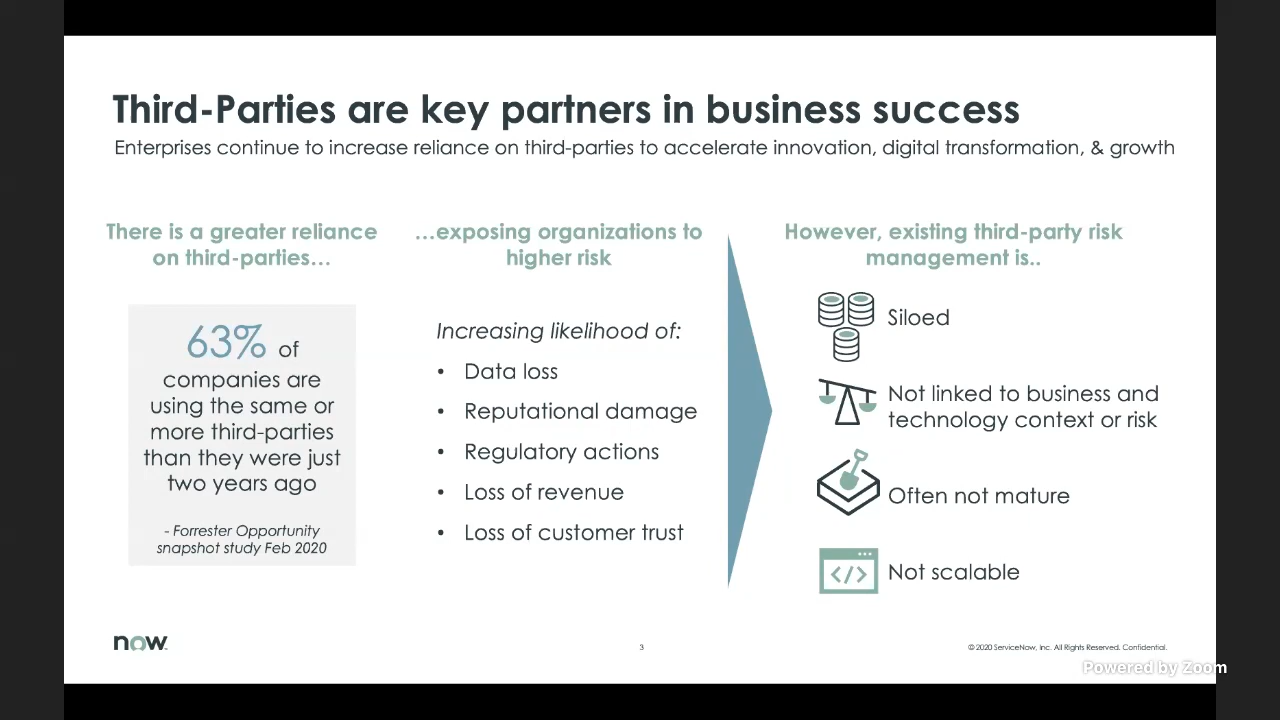 Third-Parties are key partners in business success
Enterprises continue to increase reliance on third-parties to accelerate innovation, digital transformation, & growth
There is a greater reliance
on third-parties…
63% of
companies are
using the same or
more third-parties
than they were just
two years ago
- Forrester Opportunity
snapshot study Feb 2020
…exposing organizations to
higher risk
Increasing likelihood of:
• Data loss
• Reputational damage
• Regulatory actions
• Loss of revenue
• Loss of customer trust
However, existing third-party risk
management is..
Siloed
Not linked to business and
technology context or risk
Often not mature
</>
Not scalable
now
3
© 2020 ServiceNow, Inc. All Rights Reserved. Confidential.
Powered by Zoom